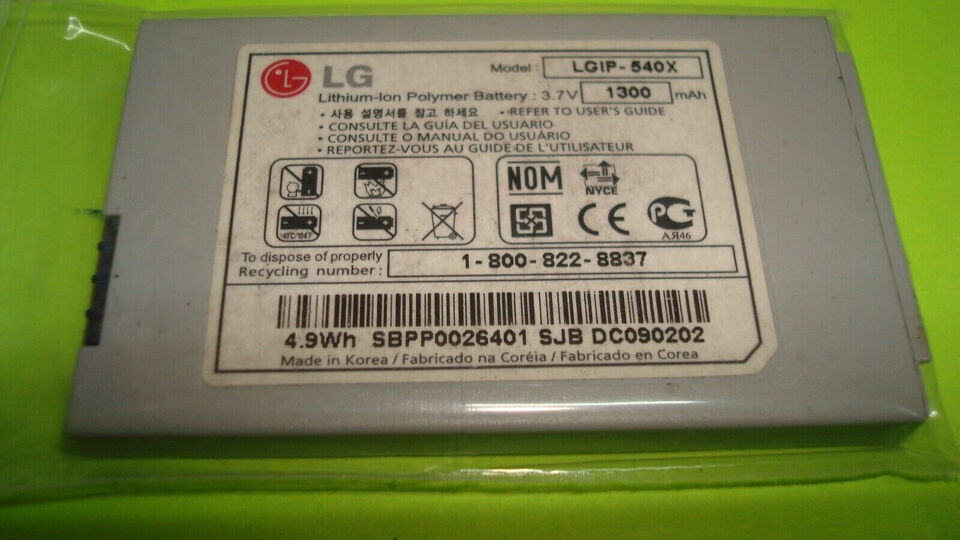 LG Model : LGIP-540X
Lithium-Ion Polymer Battery : 3.7V 1300 mAh
• 사용 설명서를 참고 하세요 • REFER TO USER'S GUIDE
• CONSULTE LA GUÍA DEL USUARIO
• CONSULTE O MANUAL DO USUÁRIO
• REPORTEZ-VOUS AU GUIDE DE L'UTILISATEUR
NOM NYCE
40°C/104°F CE PG
АЯ46
To dispose of properly
Recycling number : 1-800-822-8837
4.9Wh SBPP0026401 SJB DC090202
Made in Korea / Fabricado na Coréia / Fabricado en Corea